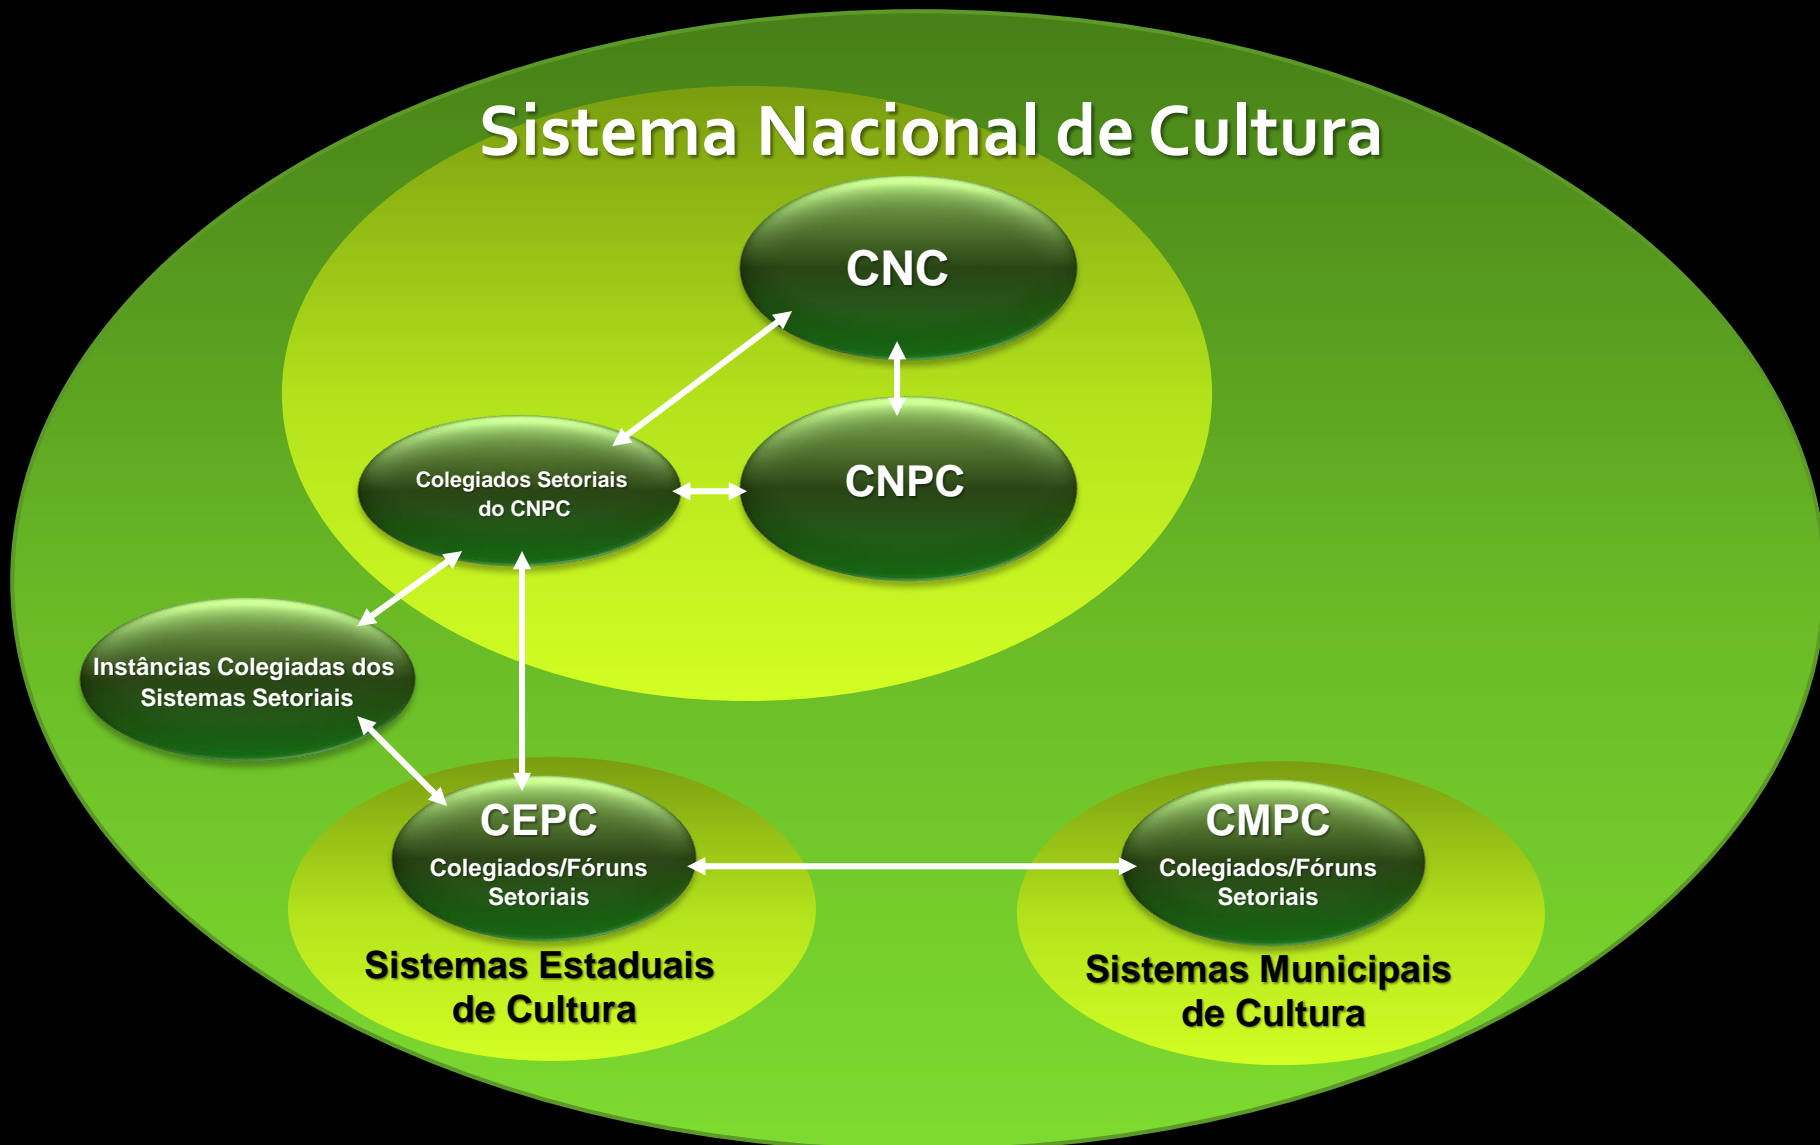 Sistema Nacional de Cultura
CNC
Colegiados Setoriais
do CNPC
CNPC
Instâncias Colegiadas dos
Sistemas Setoriais
CEPC
Colegiados/Fóruns
Setoriais
Sistemas Estaduais
de Cultura
CMPC
Colegiados/Fóruns
Setoriais
Sistemas Municipais
de Cultura